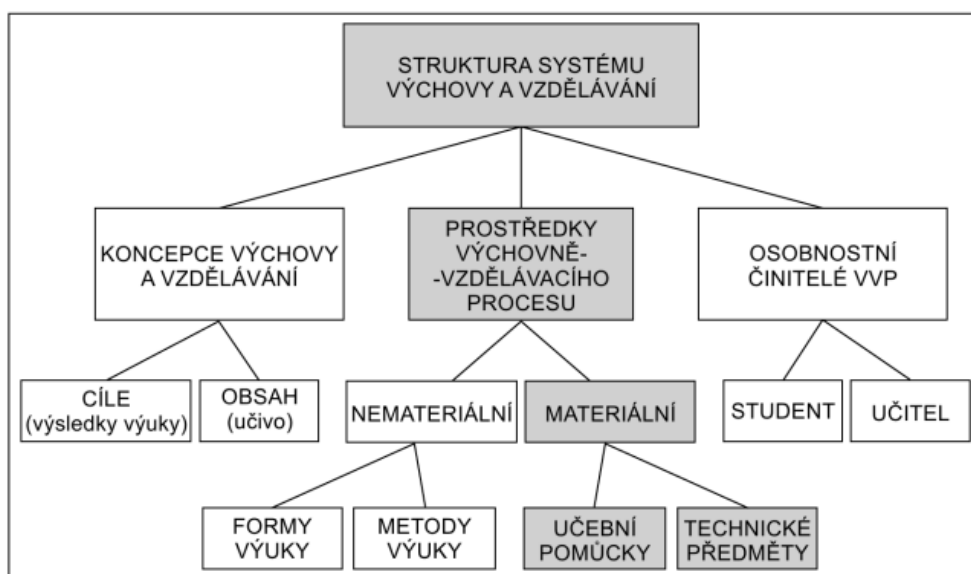 STRUKTURA SYSTÉMU
VÝCHOVY A VZDĚLÁVÁNÍ
KONCEPCE VÝCHOVY
A VZDĚLÁVÁNÍ
PROSTŘEDKY
VÝCHOVNĚ-
-VZDĚLÁVACÍHO
PROCESU
OSOBNOSTNÍ
ČINITELÉ VVP
CÍLE
(výsledky výuky)
OBSAH
(učivo)
NEMATERIÁLNÍ
MATERIÁLNÍ
STUDENT
UČITEL
FORMY
VÝUKY
METODY
VÝUKY
UČEBNÍ
POMŮCKY
TECHNICKÉ
PŘEDMĚTY